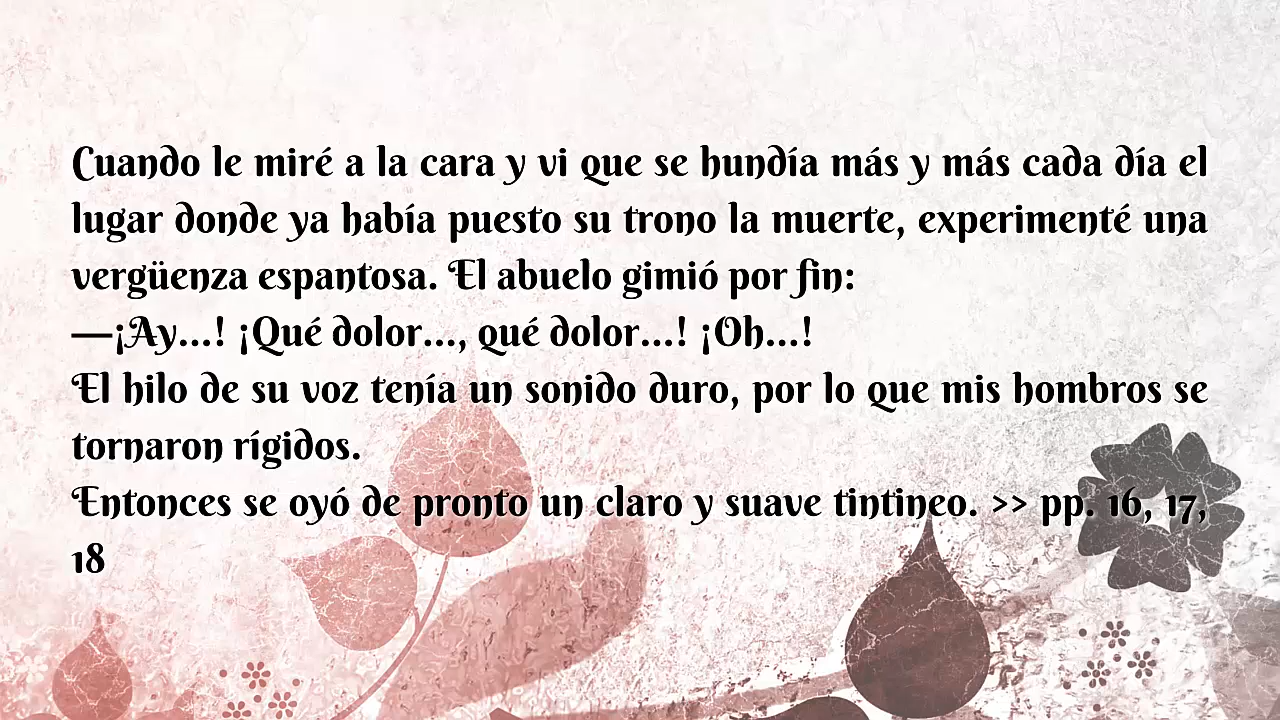 Cuando le miré a la cara y vi que se hundía más y más cada día el
lugar donde ya había puesto su trono la muerte, experimenté una
vergüenza espantosa. El abuelo gimió por fin:
—¡Ay...! ¡Qué dolor..., qué dolor...! ¡Oh...!
El hilo de su voz tenía un sonido duro, por lo que mis hombros se
tornaron rígidos.
Entonces se oyó de pronto un claro y suave tintineo. >> pp. 16, 17,
18